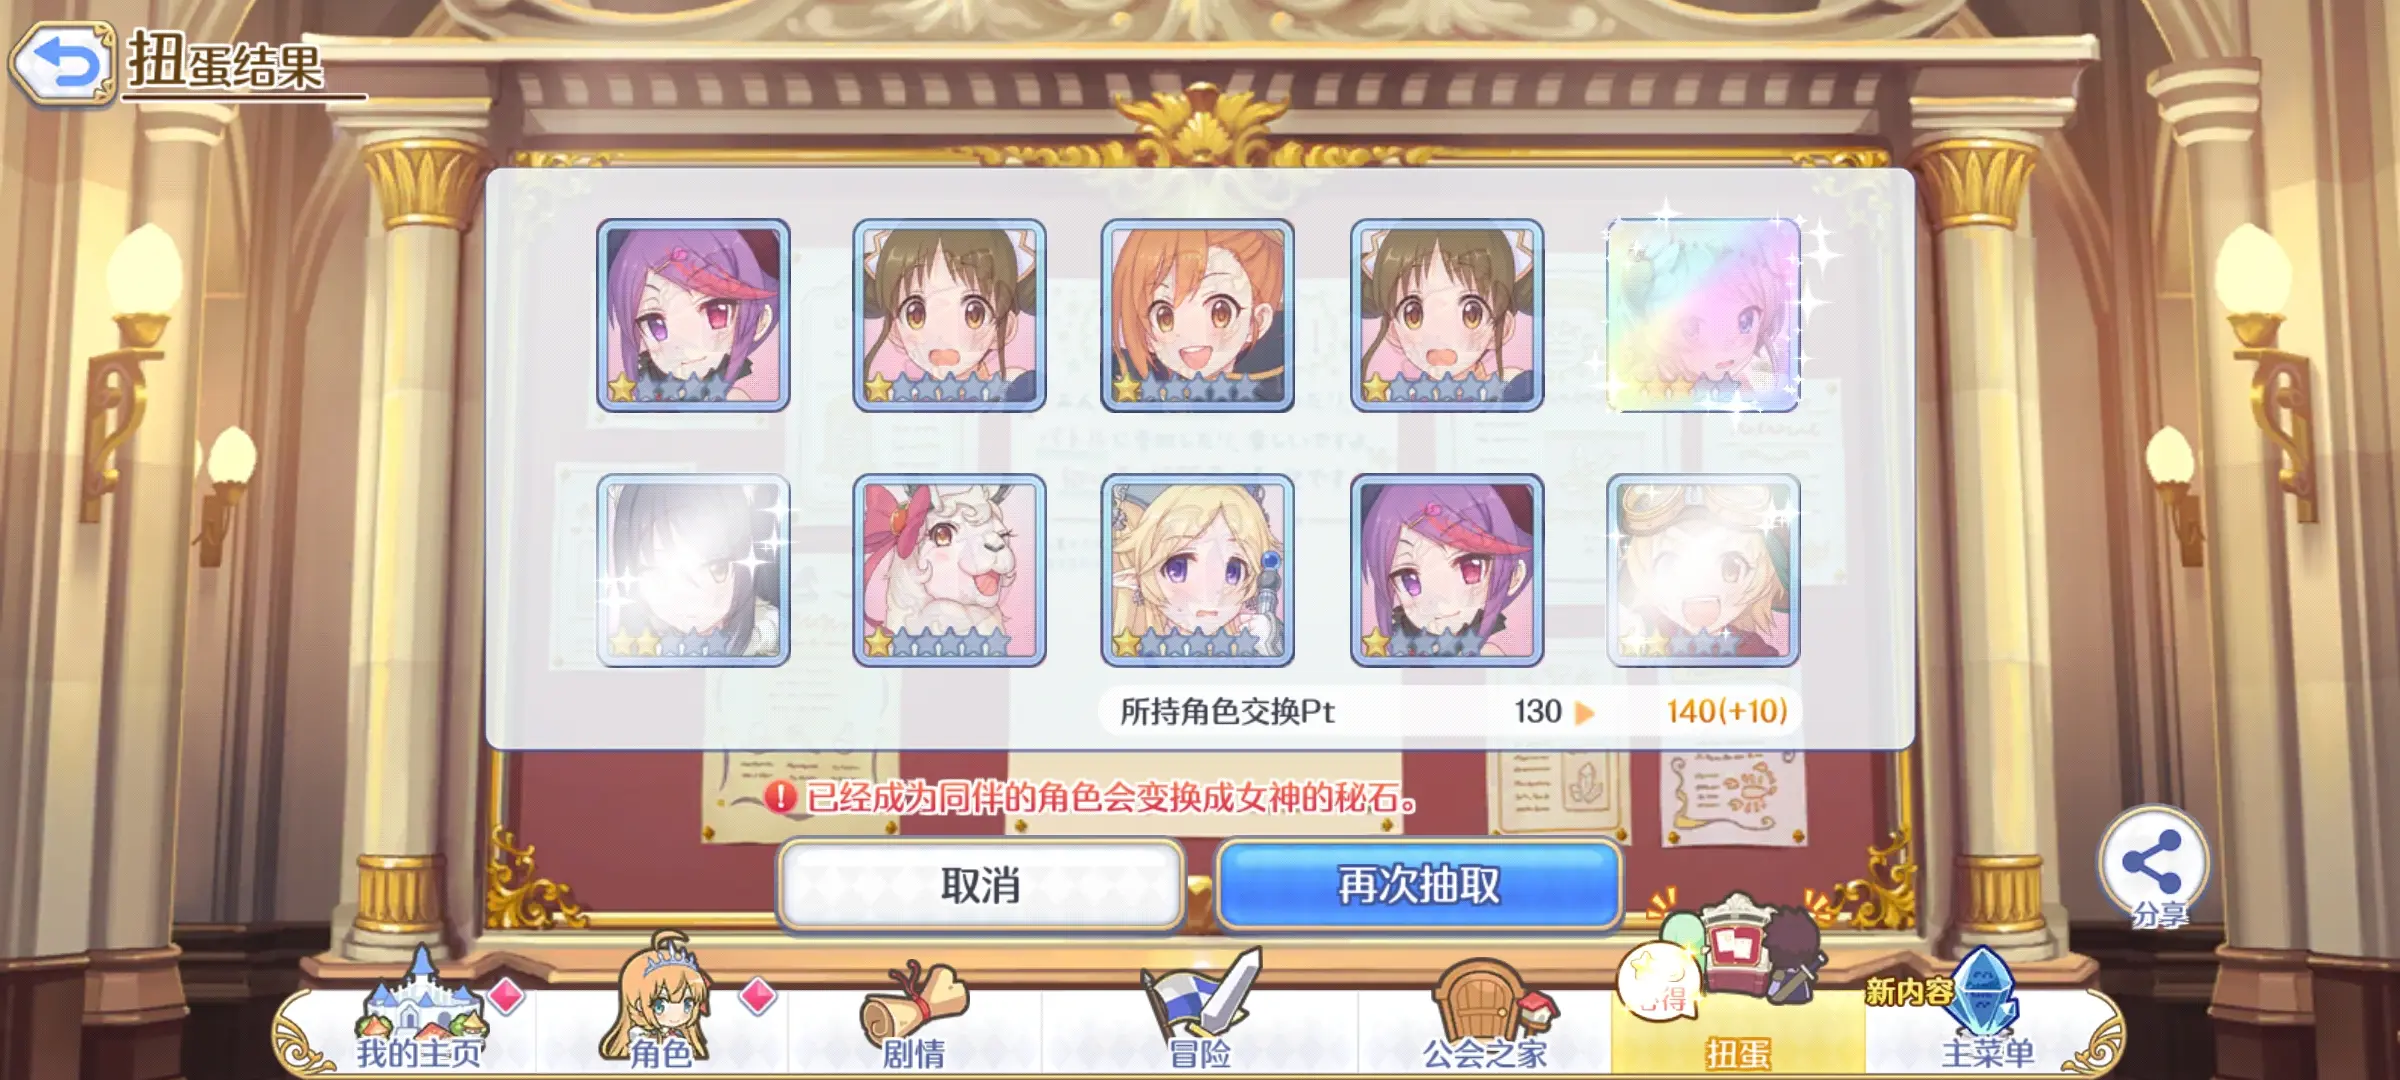 扭蛋结果
所持角色交换Pt 130 140(+10)
已经成为同伴的角色会变换成女神的秘石。
取消
再次抽取
分享
新内容
我的主页
角色
剧情
冒险
公会之家
扭蛋
主菜单